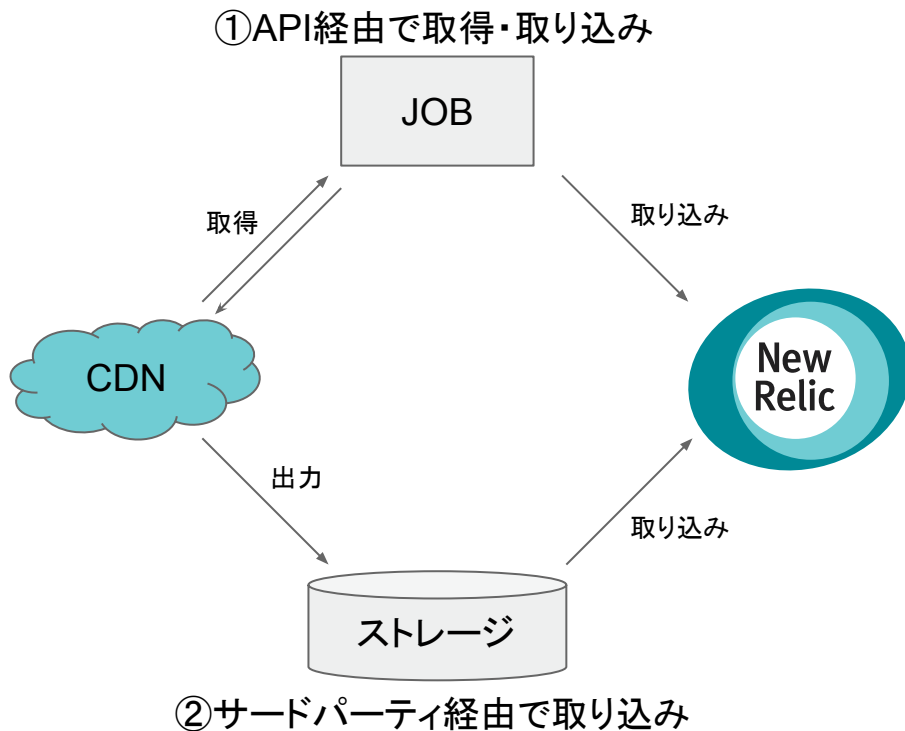 ①API経由で取得・取り込み
JOB
取得
取り込み
CDN
New
Relic
出力
取り込み
ストレージ
②サードパーティ経由で取り込み